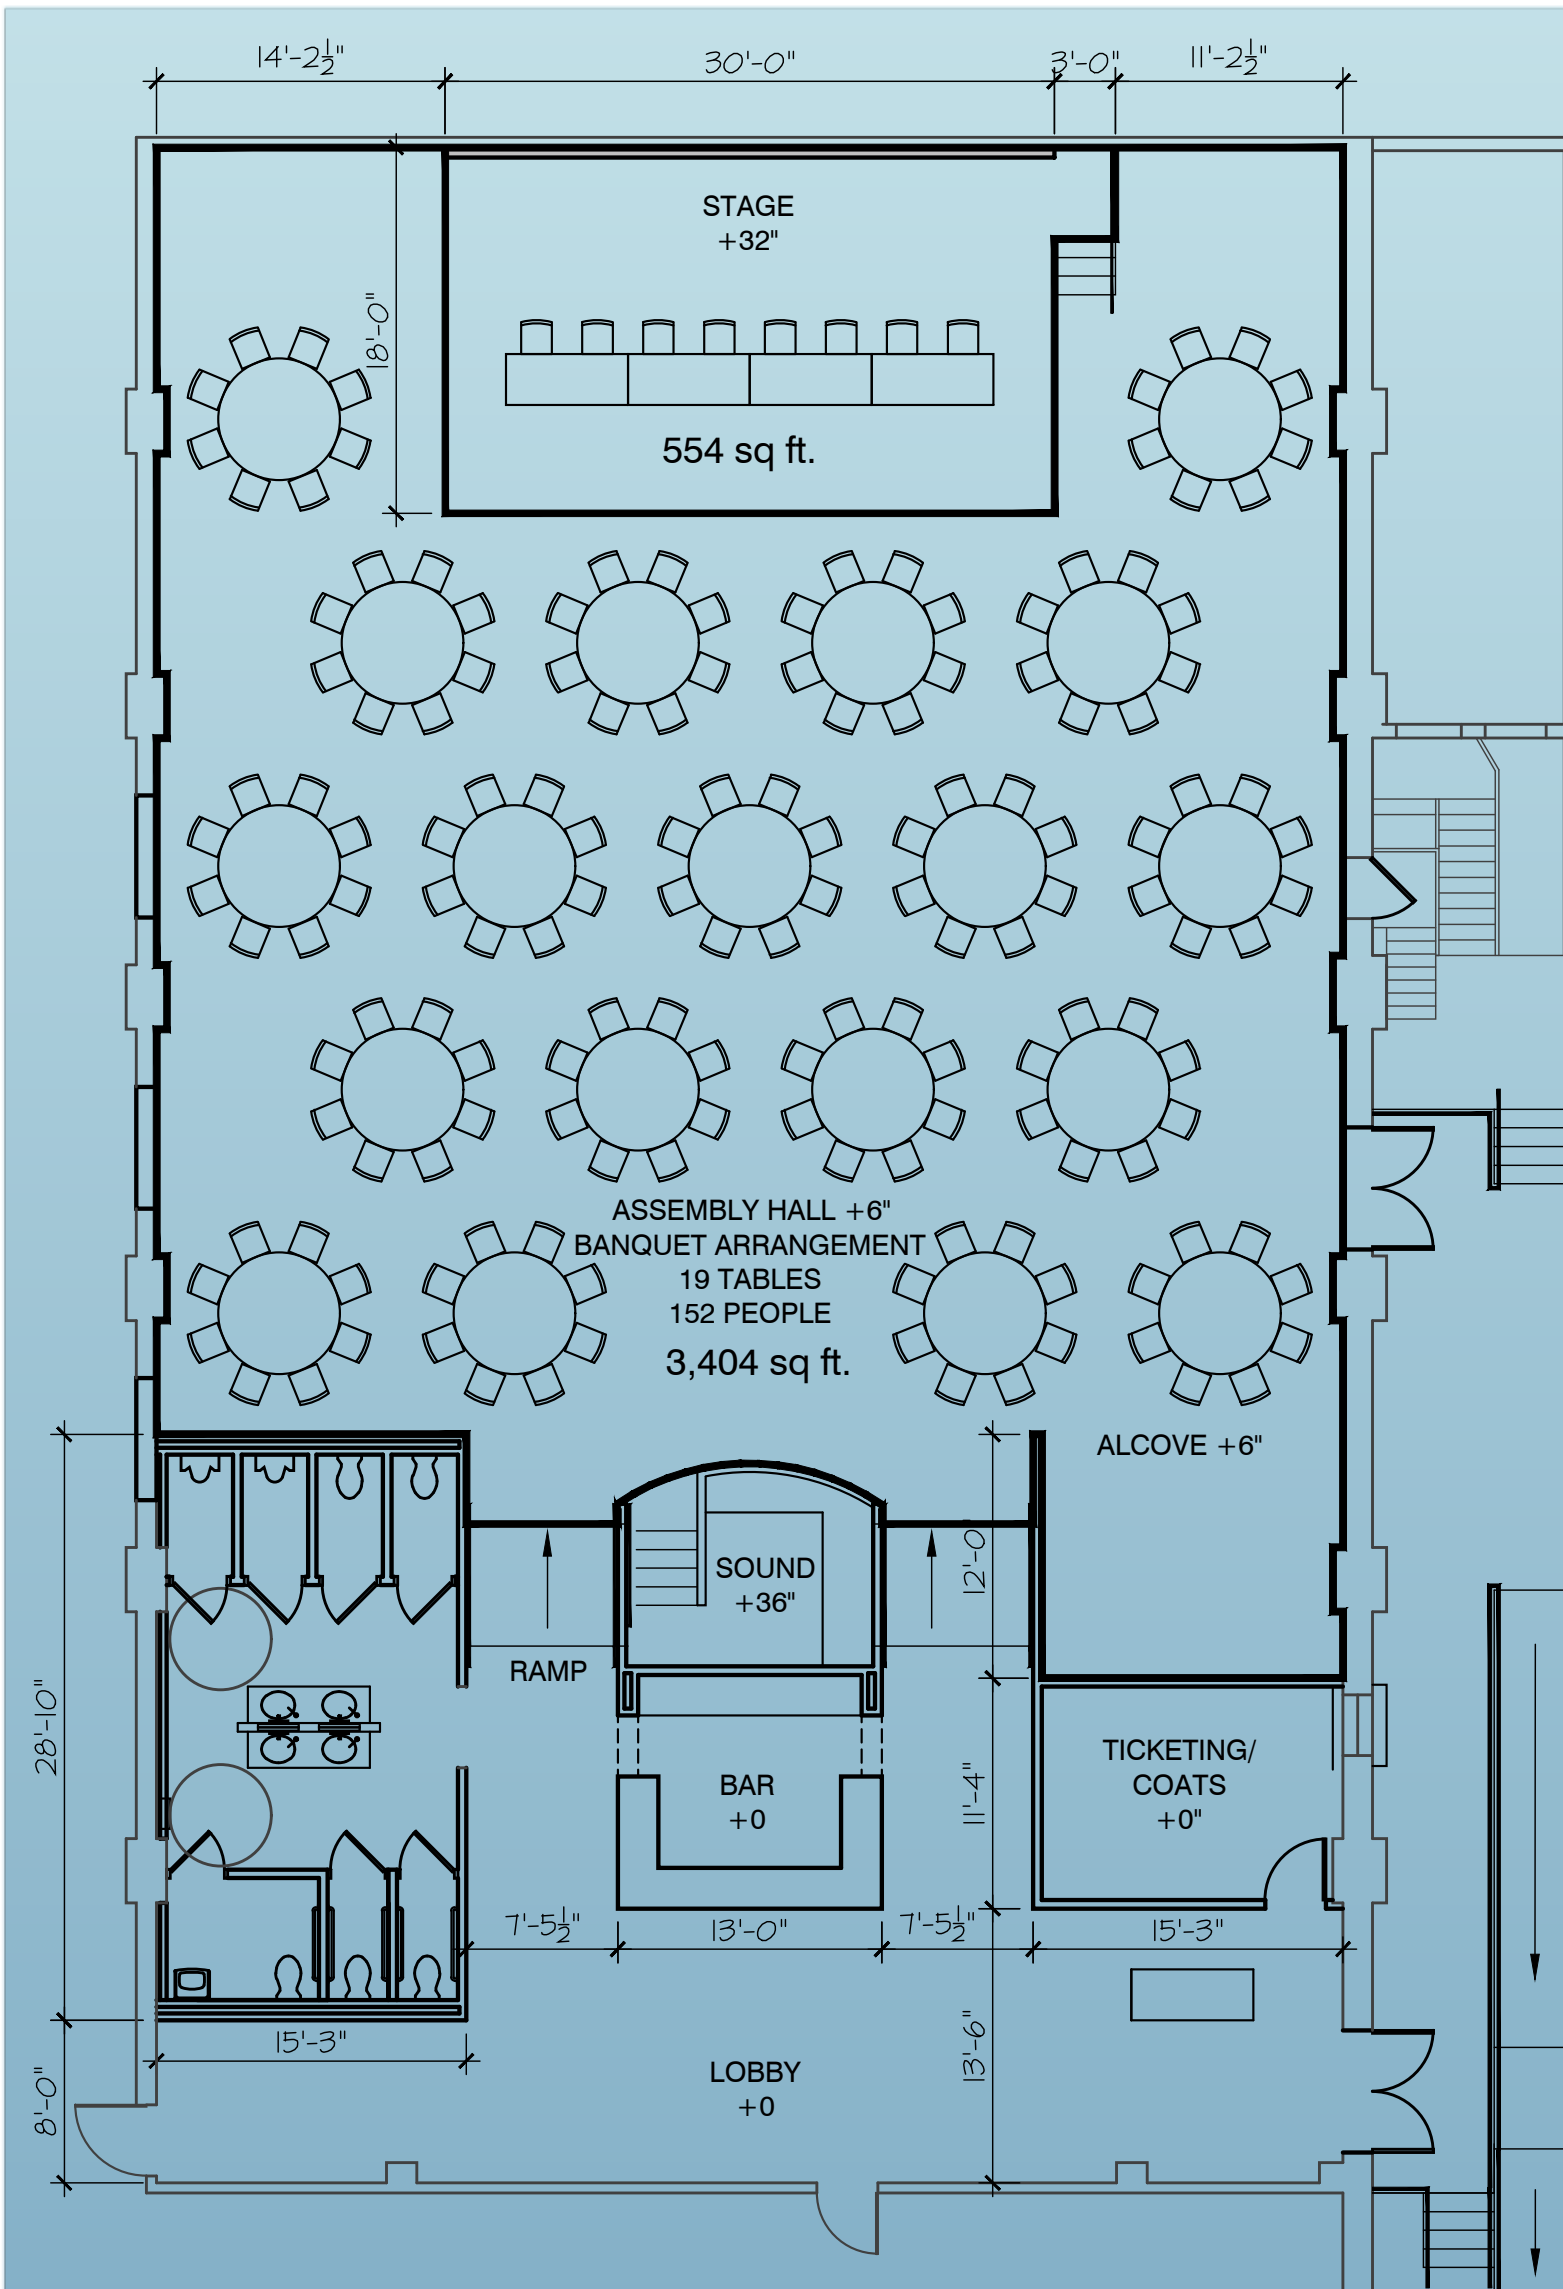 14'-2½"
30'-0"
3'-0"
11'-2½"
STAGE
+32"
18'-0"
554 sq ft.
ASSEMBLY HALL +6"
BANQUET ARRANGEMENT
19 TABLES
152 PEOPLE
3,404 sq ft.
ALCOVE +6"
SOUND
+36"
12'-0
RAMP
28'-10"
TICKETING/
COATS
+0"
BAR
+0
11'-4"
7'-5½"
13'-0"
7'-5½"
15'-3"
15'-3"
13'-6"
LOBBY
+0
8'-0"